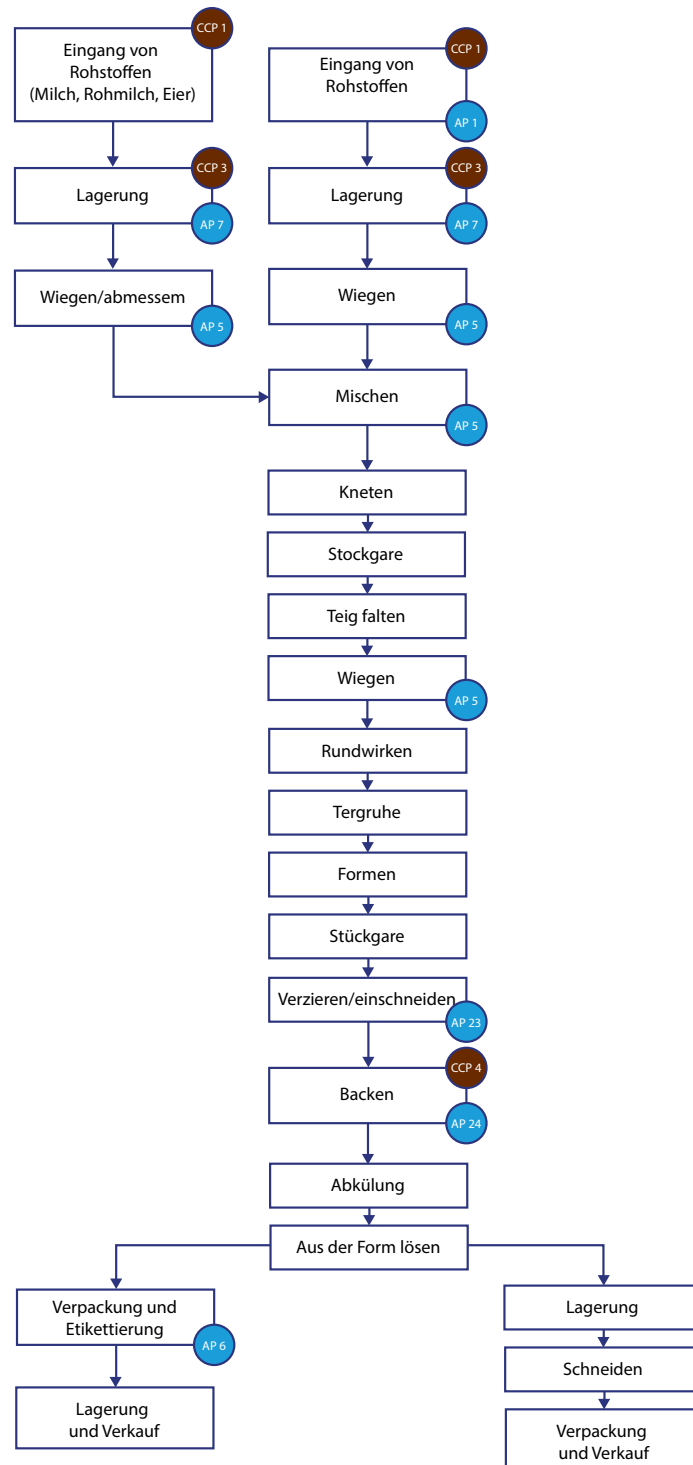 CCP 1
Eingang von
Rohstoffen
(Milch, Rohmilch, Eier)
CCP 1
Eingang von
Rohstoffen
AP 1
CCP 3
Lagerung
AP 7
CCP 3
Lagerung
AP 7
Wiegen/abmessem
AP 5
Wiegen
AP 5
Mischen
AP 5
Kneten
Stockgare
Teig falten
Wiegen
AP 5
Rundwirken
Tergruhe
Formen
Stückgare
Verzieren/einschneiden
AP 23
CCP 4
Backen
AP 24
Abkülung
Aus der Form lösen
Verpackung und
Etikettierung
AP 6
Lagerung
und Verkauf
Lagerung
Schneiden
Verpackung
und Verkauf